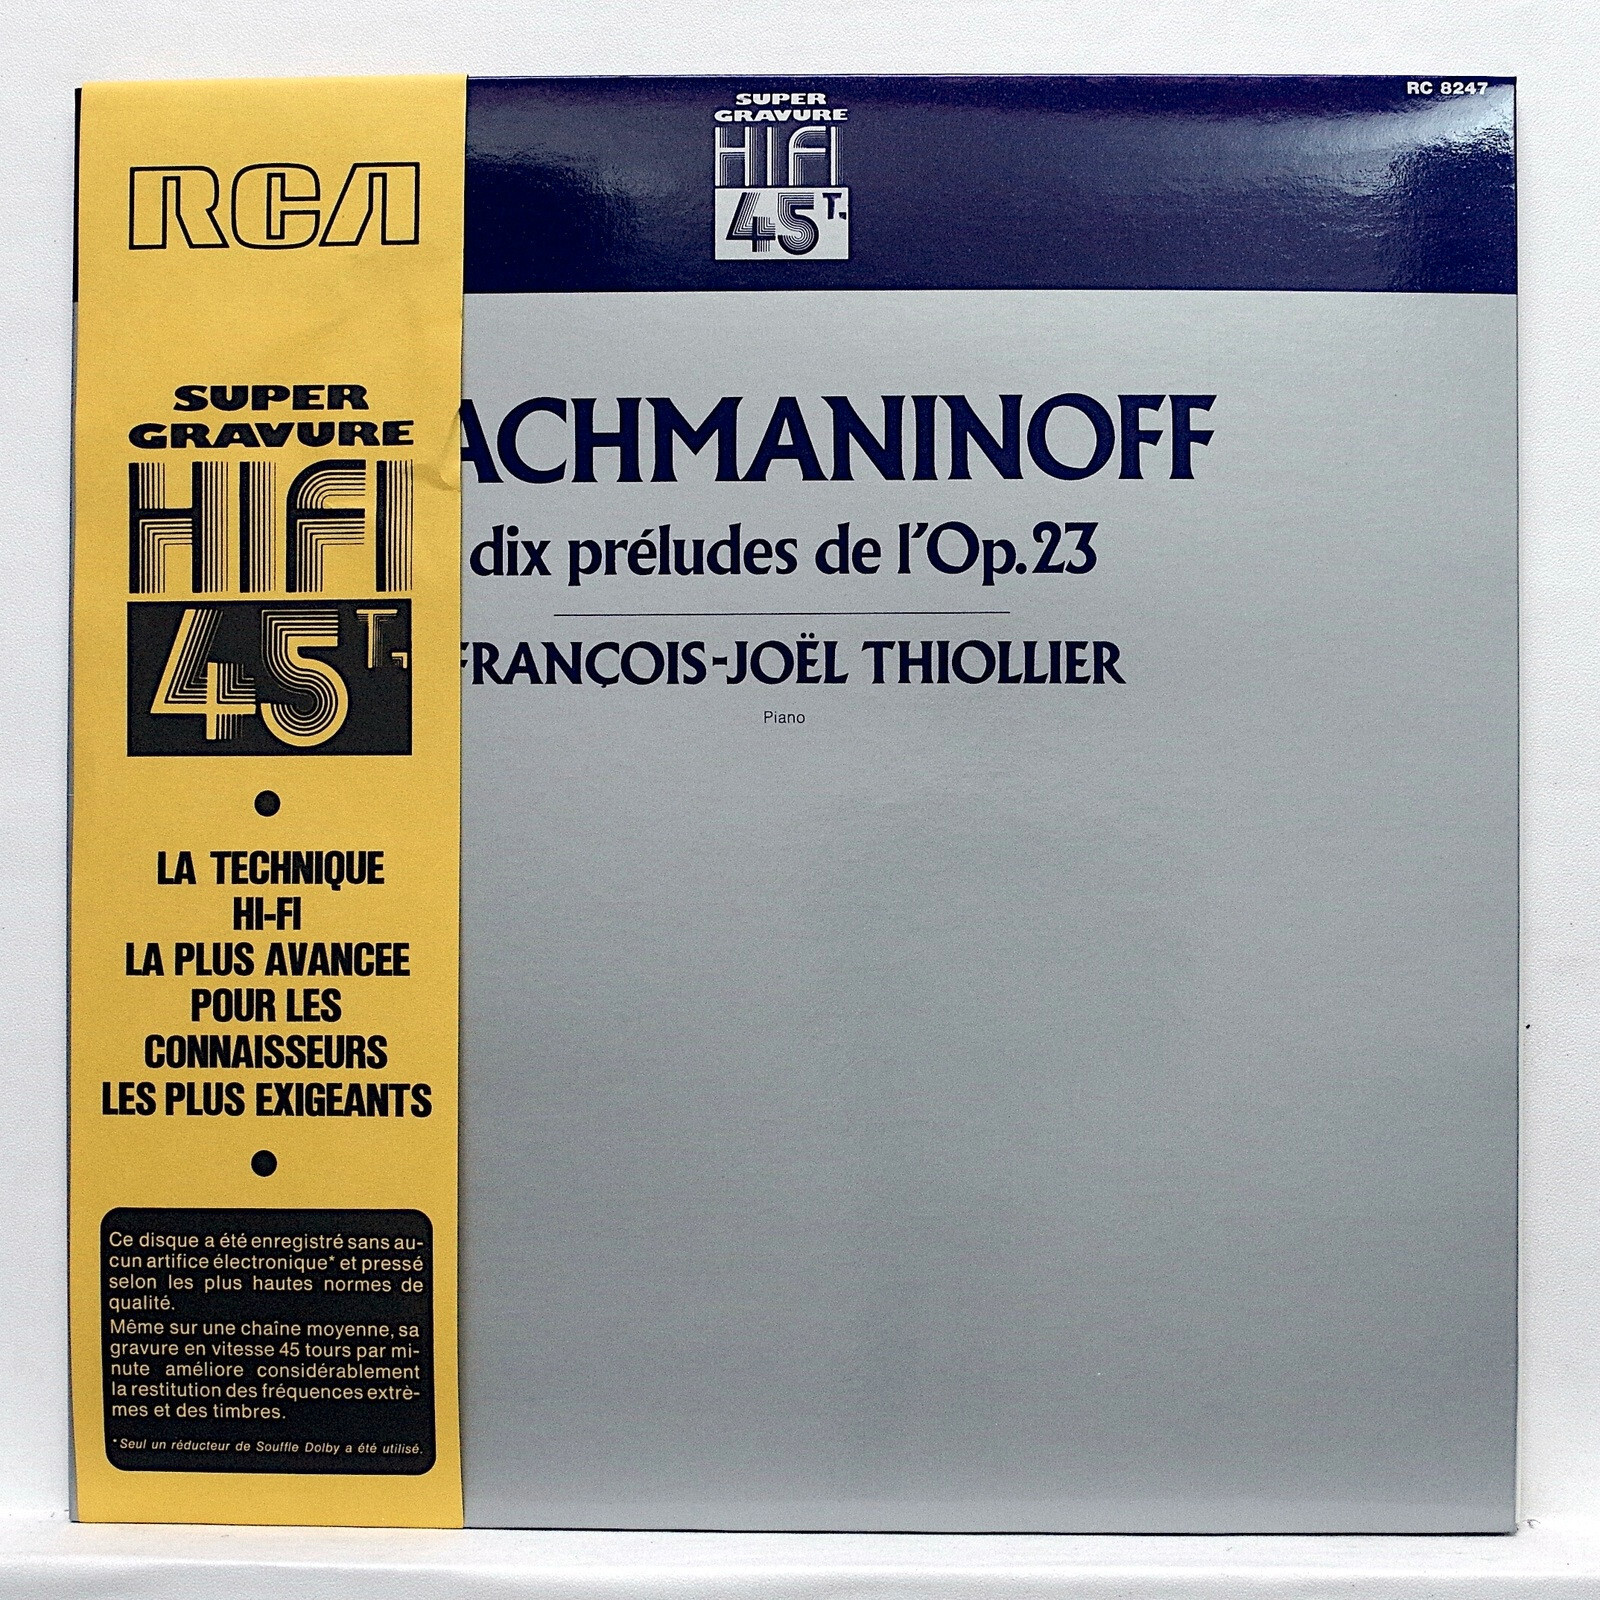 RCA
SUPER
GRAVURE
HIFI
45 T.
LA TECHNIQUE
HI-FI
LA PLUS AVANCEE
POUR LES
CONNAISSEURS
LES PLUS EXIGEANTS
Ce disque a été enregistré sans au-
cun artifice électronique* et pressé
selon les plus hautes normes de
qualité.
Même sur une chaîne moyenne, sa
gravure en vitesse 45 tours par mi-
nute améliore considérablement
la restitution des fréquences extrê-
mes et des timbres.
*Seul un réducteur de Souffle Dolby a été utilisé.
SUPER
GRAVURE
HIFI
45 T.
RC 8247
ACHMANINOFF
dix préludes de l'Op.23
FRANÇOIS-JOËL THIOLLIER
Piano